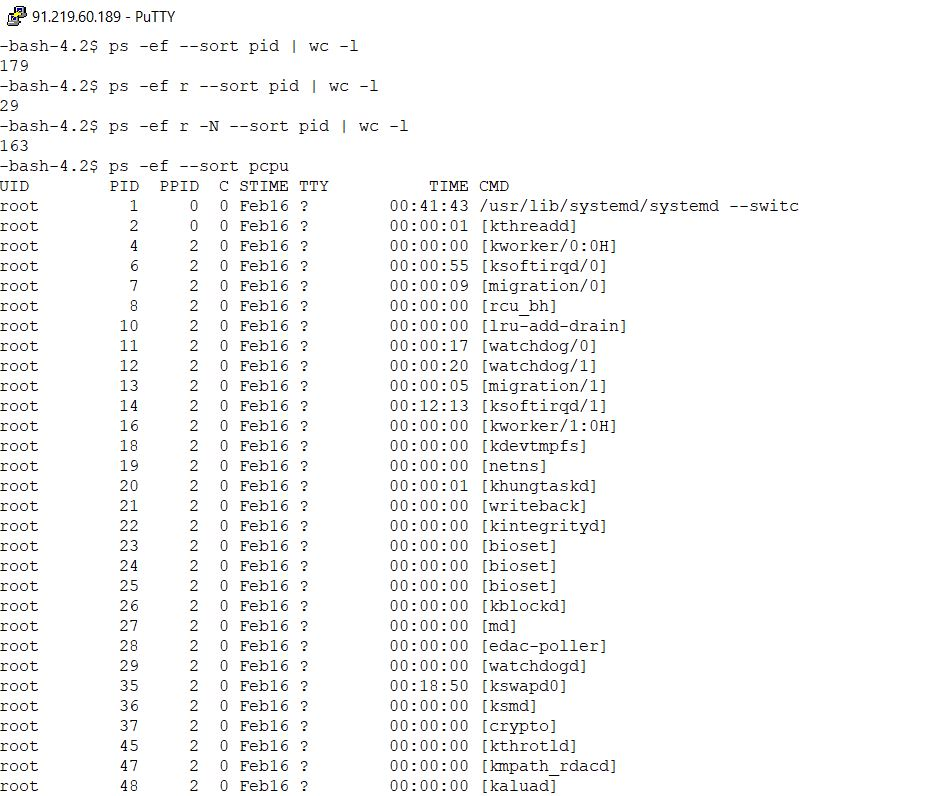 91.219.60.189 - PuTTY
-bash-4.2$ ps -ef --sort pid | wc -l
179
-bash-4.2$ ps -ef r --sort pid | wc -l
29
-bash-4.2$ ps -ef r -N --sort pid | wc -l
163
-bash-4.2$ ps -ef --sort pcpu
UID PID PPID C STIME TTY TIME CMD
root 1 0 0 Feb16 ? 00:41:43 /usr/lib/systemd/systemd --switc
root 2 0 0 Feb16 ? 00:00:01 [kthreadd]
root 4 2 0 Feb16 ? 00:00:00 [kworker/0:0H]
root 6 2 0 Feb16 ? 00:00:55 [ksoftirqd/0]
root 7 2 0 Feb16 ? 00:00:09 [migration/0]
root 8 2 0 Feb16 ? 00:00:00 [rcu_bh]
root 10 2 0 Feb16 ? 00:00:00 [lru-add-drain]
root 11 2 0 Feb16 ? 00:00:17 [watchdog/0]
root 12 2 0 Feb16 ? 00:00:20 [watchdog/1]
root 13 2 0 Feb16 ? 00:00:05 [migration/1]
root 14 2 0 Feb16 ? 00:12:13 [ksoftirqd/1]
root 16 2 0 Feb16 ? 00:00:00 [kworker/1:0H]
root 18 2 0 Feb16 ? 00:00:00 [kdevtmpfs]
root 19 2 0 Feb16 ? 00:00:00 [netns]
root 20 2 0 Feb16 ? 00:00:01 [khungtaskd]
root 21 2 0 Feb16 ? 00:00:00 [writeback]
root 22 2 0 Feb16 ? 00:00:00 [kintegrityd]
root 23 2 0 Feb16 ? 00:00:00 [bioset]
root 24 2 0 Feb16 ? 00:00:00 [bioset]
root 25 2 0 Feb16 ? 00:00:00 [bioset]
root 26 2 0 Feb16 ? 00:00:00 [kblockd]
root 27 2 0 Feb16 ? 00:00:00 [md]
root 28 2 0 Feb16 ? 00:00:00 [edac-poller]
root 29 2 0 Feb16 ? 00:00:00 [watchdogd]
root 35 2 0 Feb16 ? 00:18:50 [kswapd0]
root 36 2 0 Feb16 ? 00:00:00 [ksmd]
root 37 2 0 Feb16 ? 00:00:00 [crypto]
root 45 2 0 Feb16 ? 00:00:00 [kthrotld]
root 47 2 0 Feb16 ? 00:00:00 [kmpath_rdacd]
root 48 2 0 Feb16 ? 00:00:00 [kaluad]